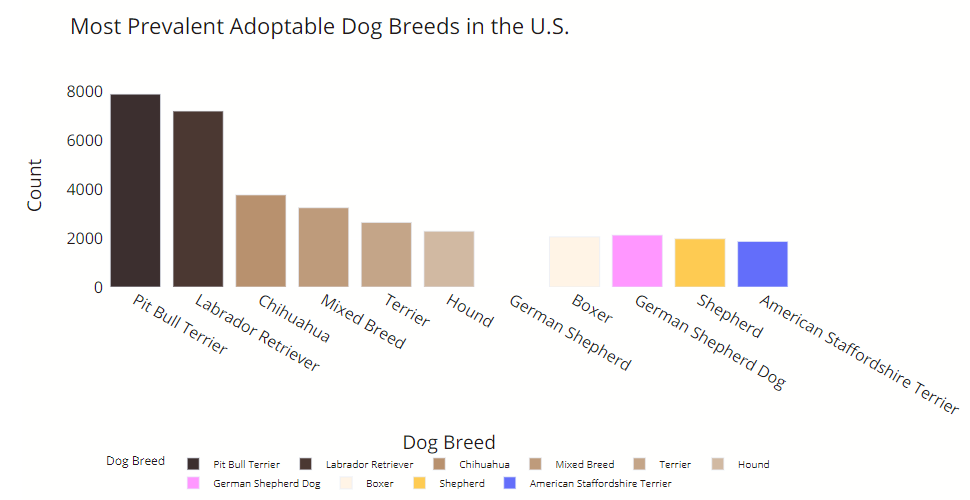 Most Prevalent Adoptable Dog Breeds in the U.S.
8000
6000
4000
2000
0
Count
Pit Bull Terrier
Labrador Retriever
Chihuahua
Mixed Breed
Terrier
Hound
German Shepherd
Boxer
German Shepherd Dog
Shepherd
American Staffordshire Terrier
Dog Breed
Dog Breed Pit Bull Terrier Labrador Retriever Chihuahua Mixed Breed Terrier Hound
German Shepherd Dog Boxer Shepherd American Staffordshire Terrier